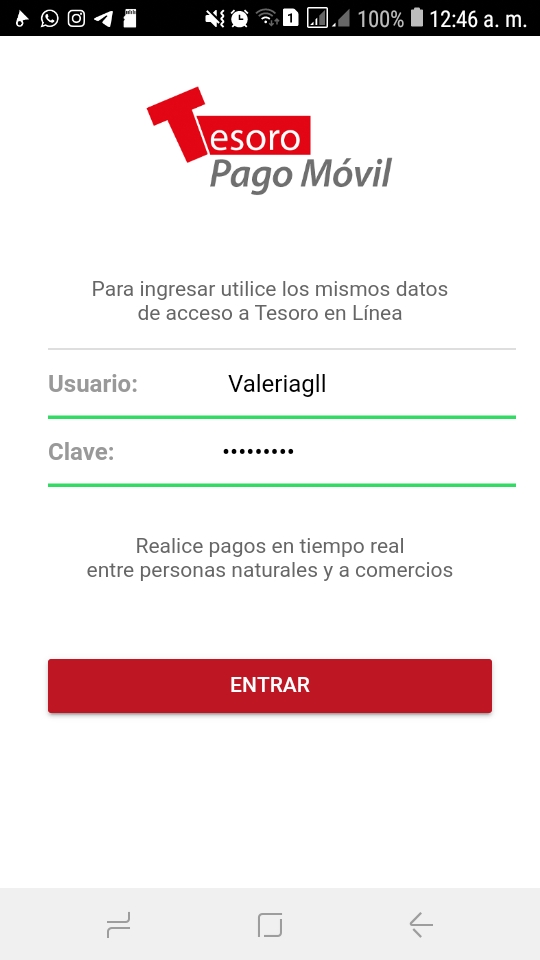 1
100%
12:46 a. m.
Tesoro
Pago Móvil
Para ingresar utilice los mismos datos
de acceso a Tesoro en Línea
Usuario: Valeriagll
Clave: •••••••••
Realice pagos en tiempo real
entre personas naturales y a comercios
ENTRAR